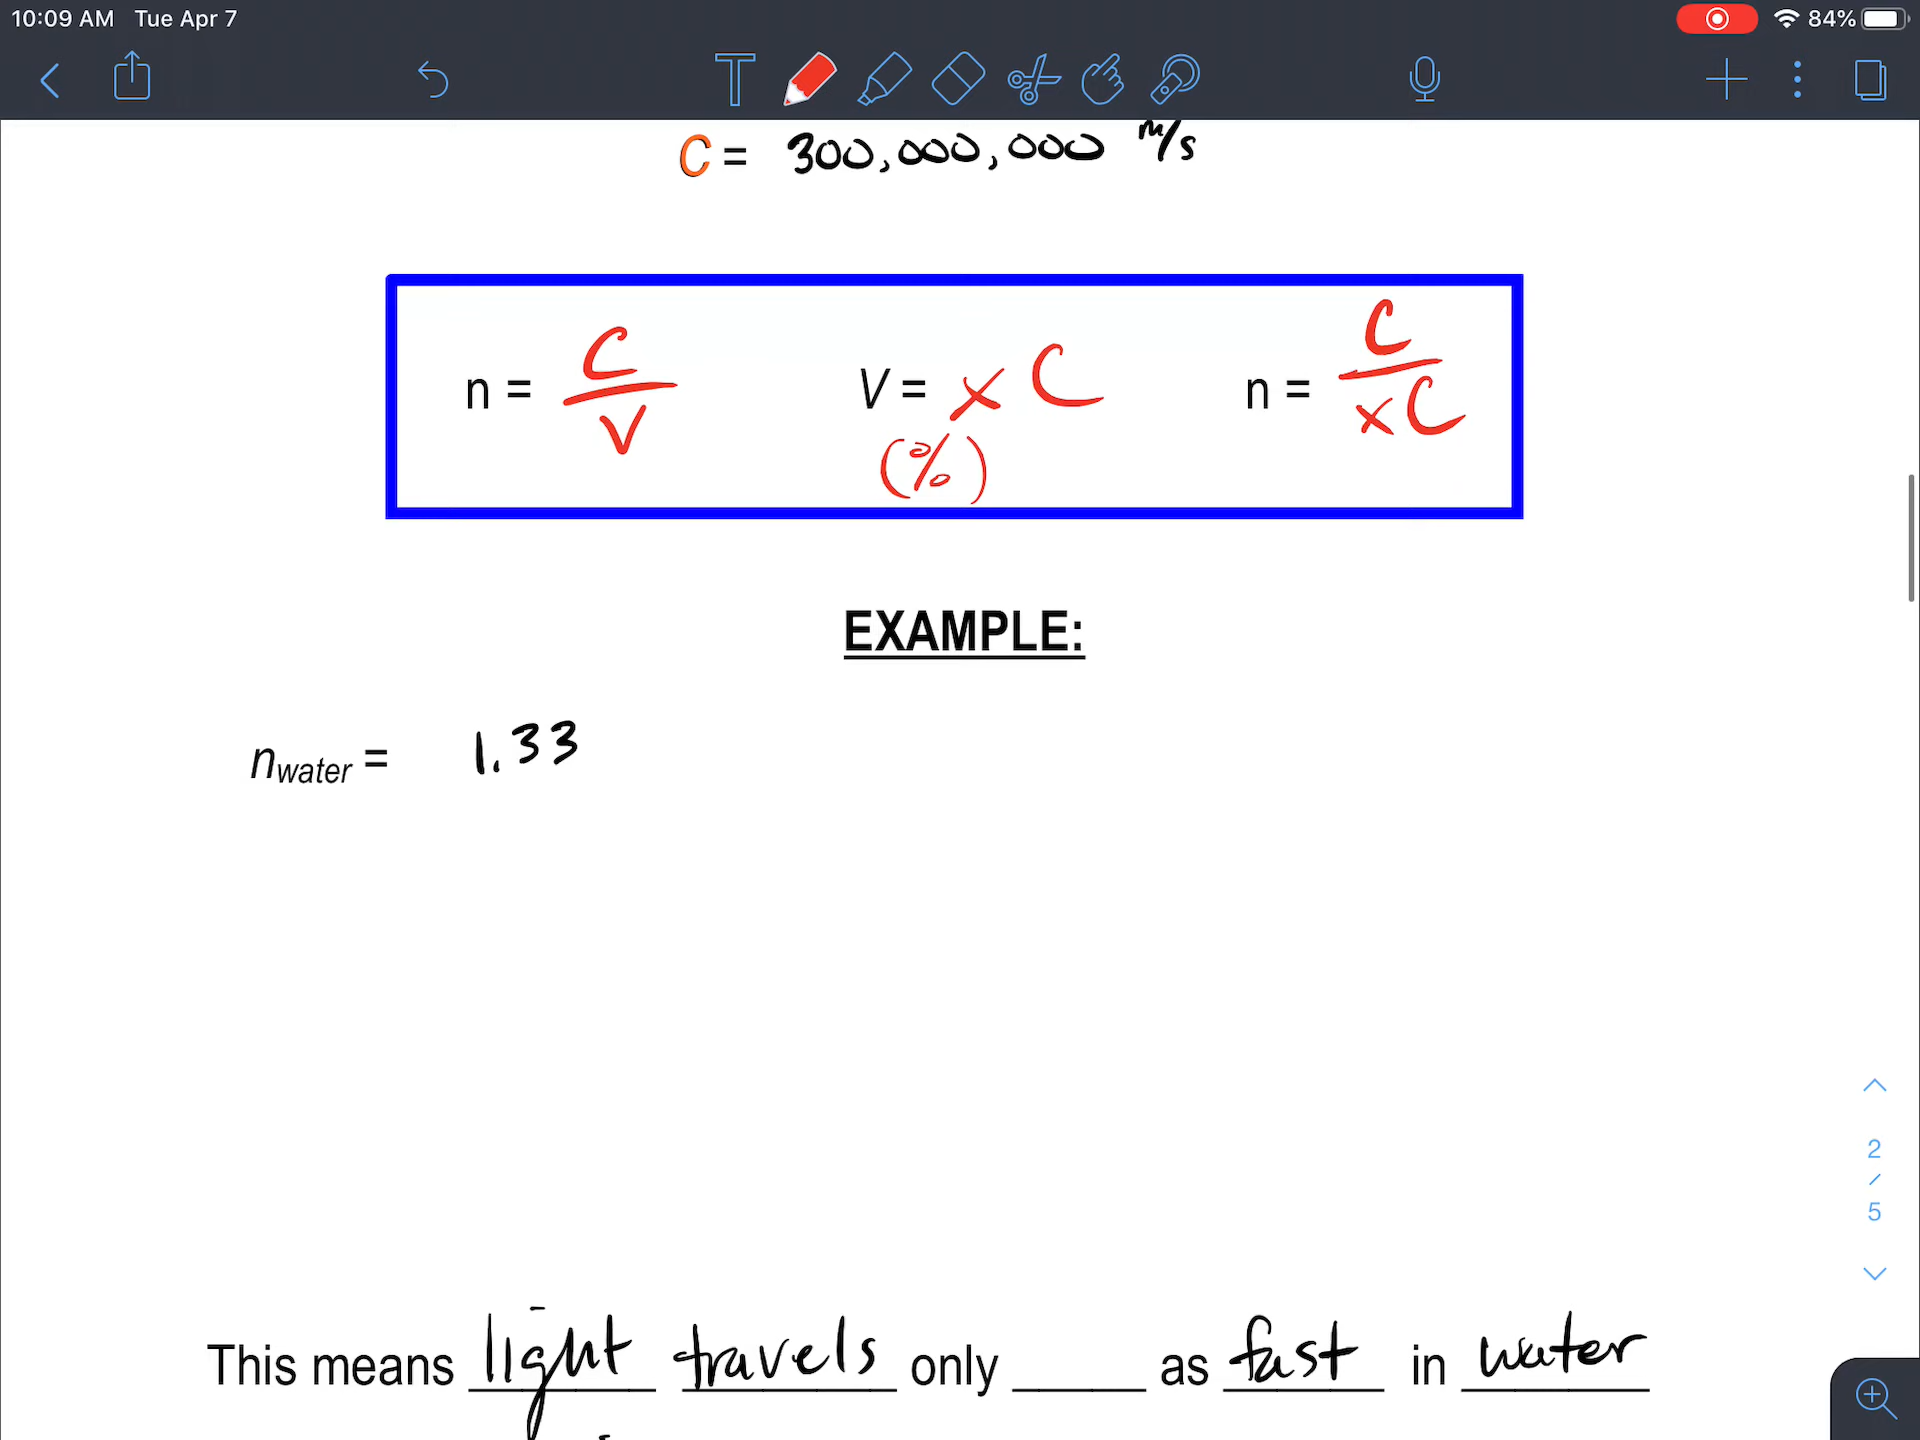 10:09 AM Tue Apr 7 84%
C = 300,000,000 m/s
n = C/V V = x C n = C/xC
(%)
EXAMPLE:
nwater = 1.33
2
/
5
This means light travels only ____ as fast in water